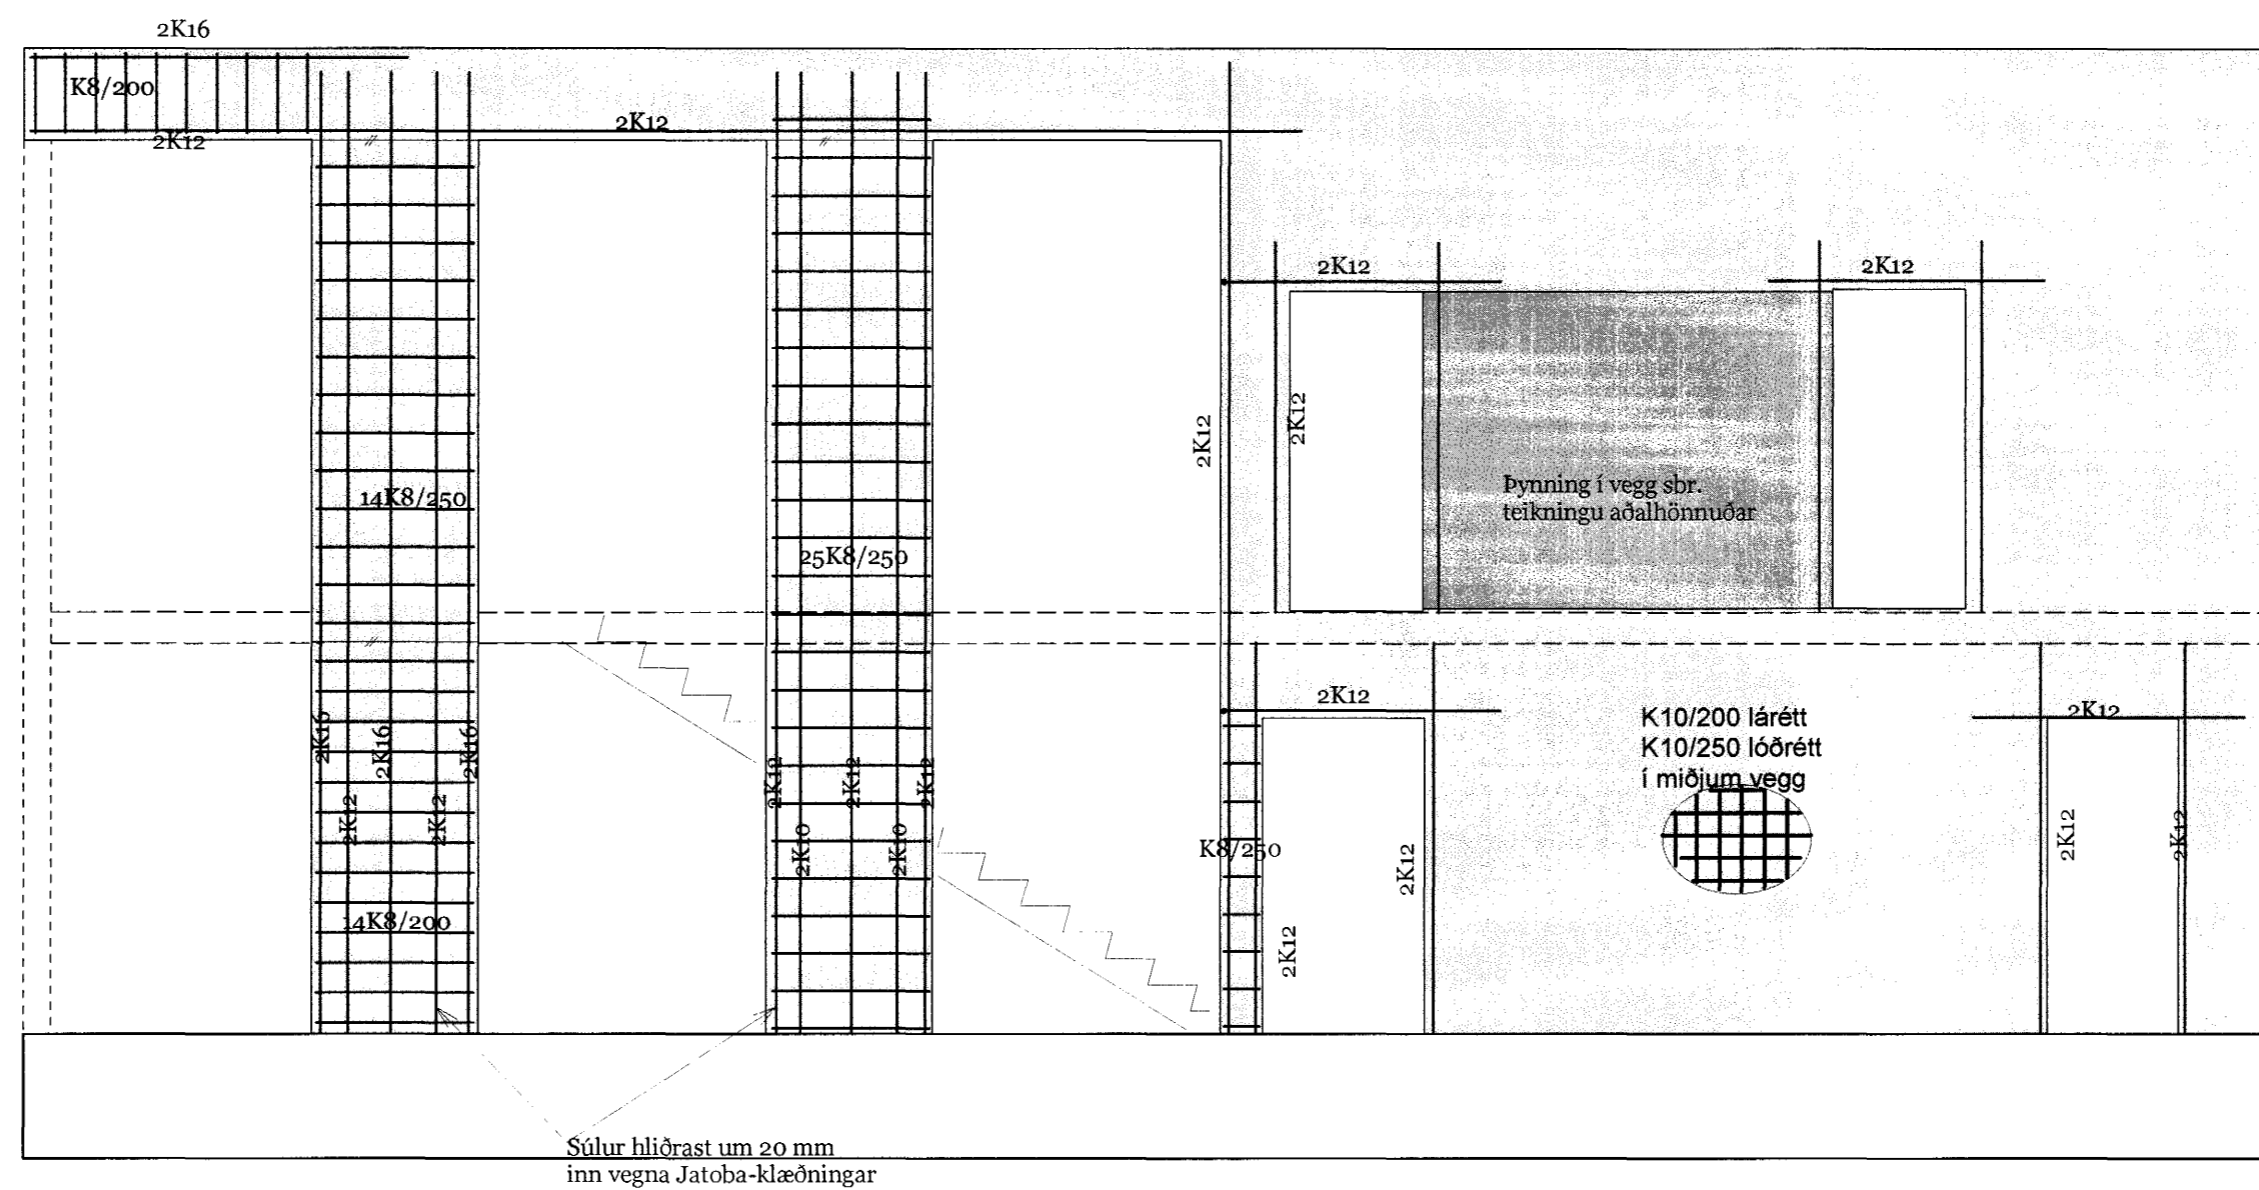 2K16
K8/200
2K12
2K12
2K12
2K12
2K12
2K12
14K8/250
Þynning í vegg sbr.
teikningu aðalhönnuðar
25K8/250
2K12
2K12
K10/200 lárétt
K10/250 lóðrétt
í miðjum vegg
2K16
2K16
2K16
2K12
2K12
2K12
2K12
2K12
2K10
2K10
K8/250
2K12
2K12
2K12
14K8/200
2K12
Súlur hliðrast um 20 mm
inn vegna Jatoba-klæðningar